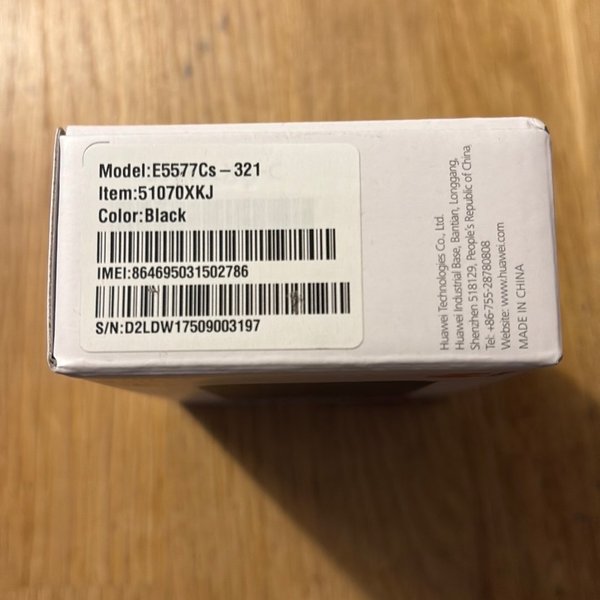 Model:E5577Cs – 321
Item:51070XKJ
Color:Black
IMEI:864695031502786
S/N:D2LDW17509003197
Huawei Technologies Co., Ltd.
Huawei Industrial Base, Bantian, Longgang,
Shenzhen 518129, People's Republic of China
Tel: +86-755-28780808
Website: www.huawei.com
MADE IN CHINA